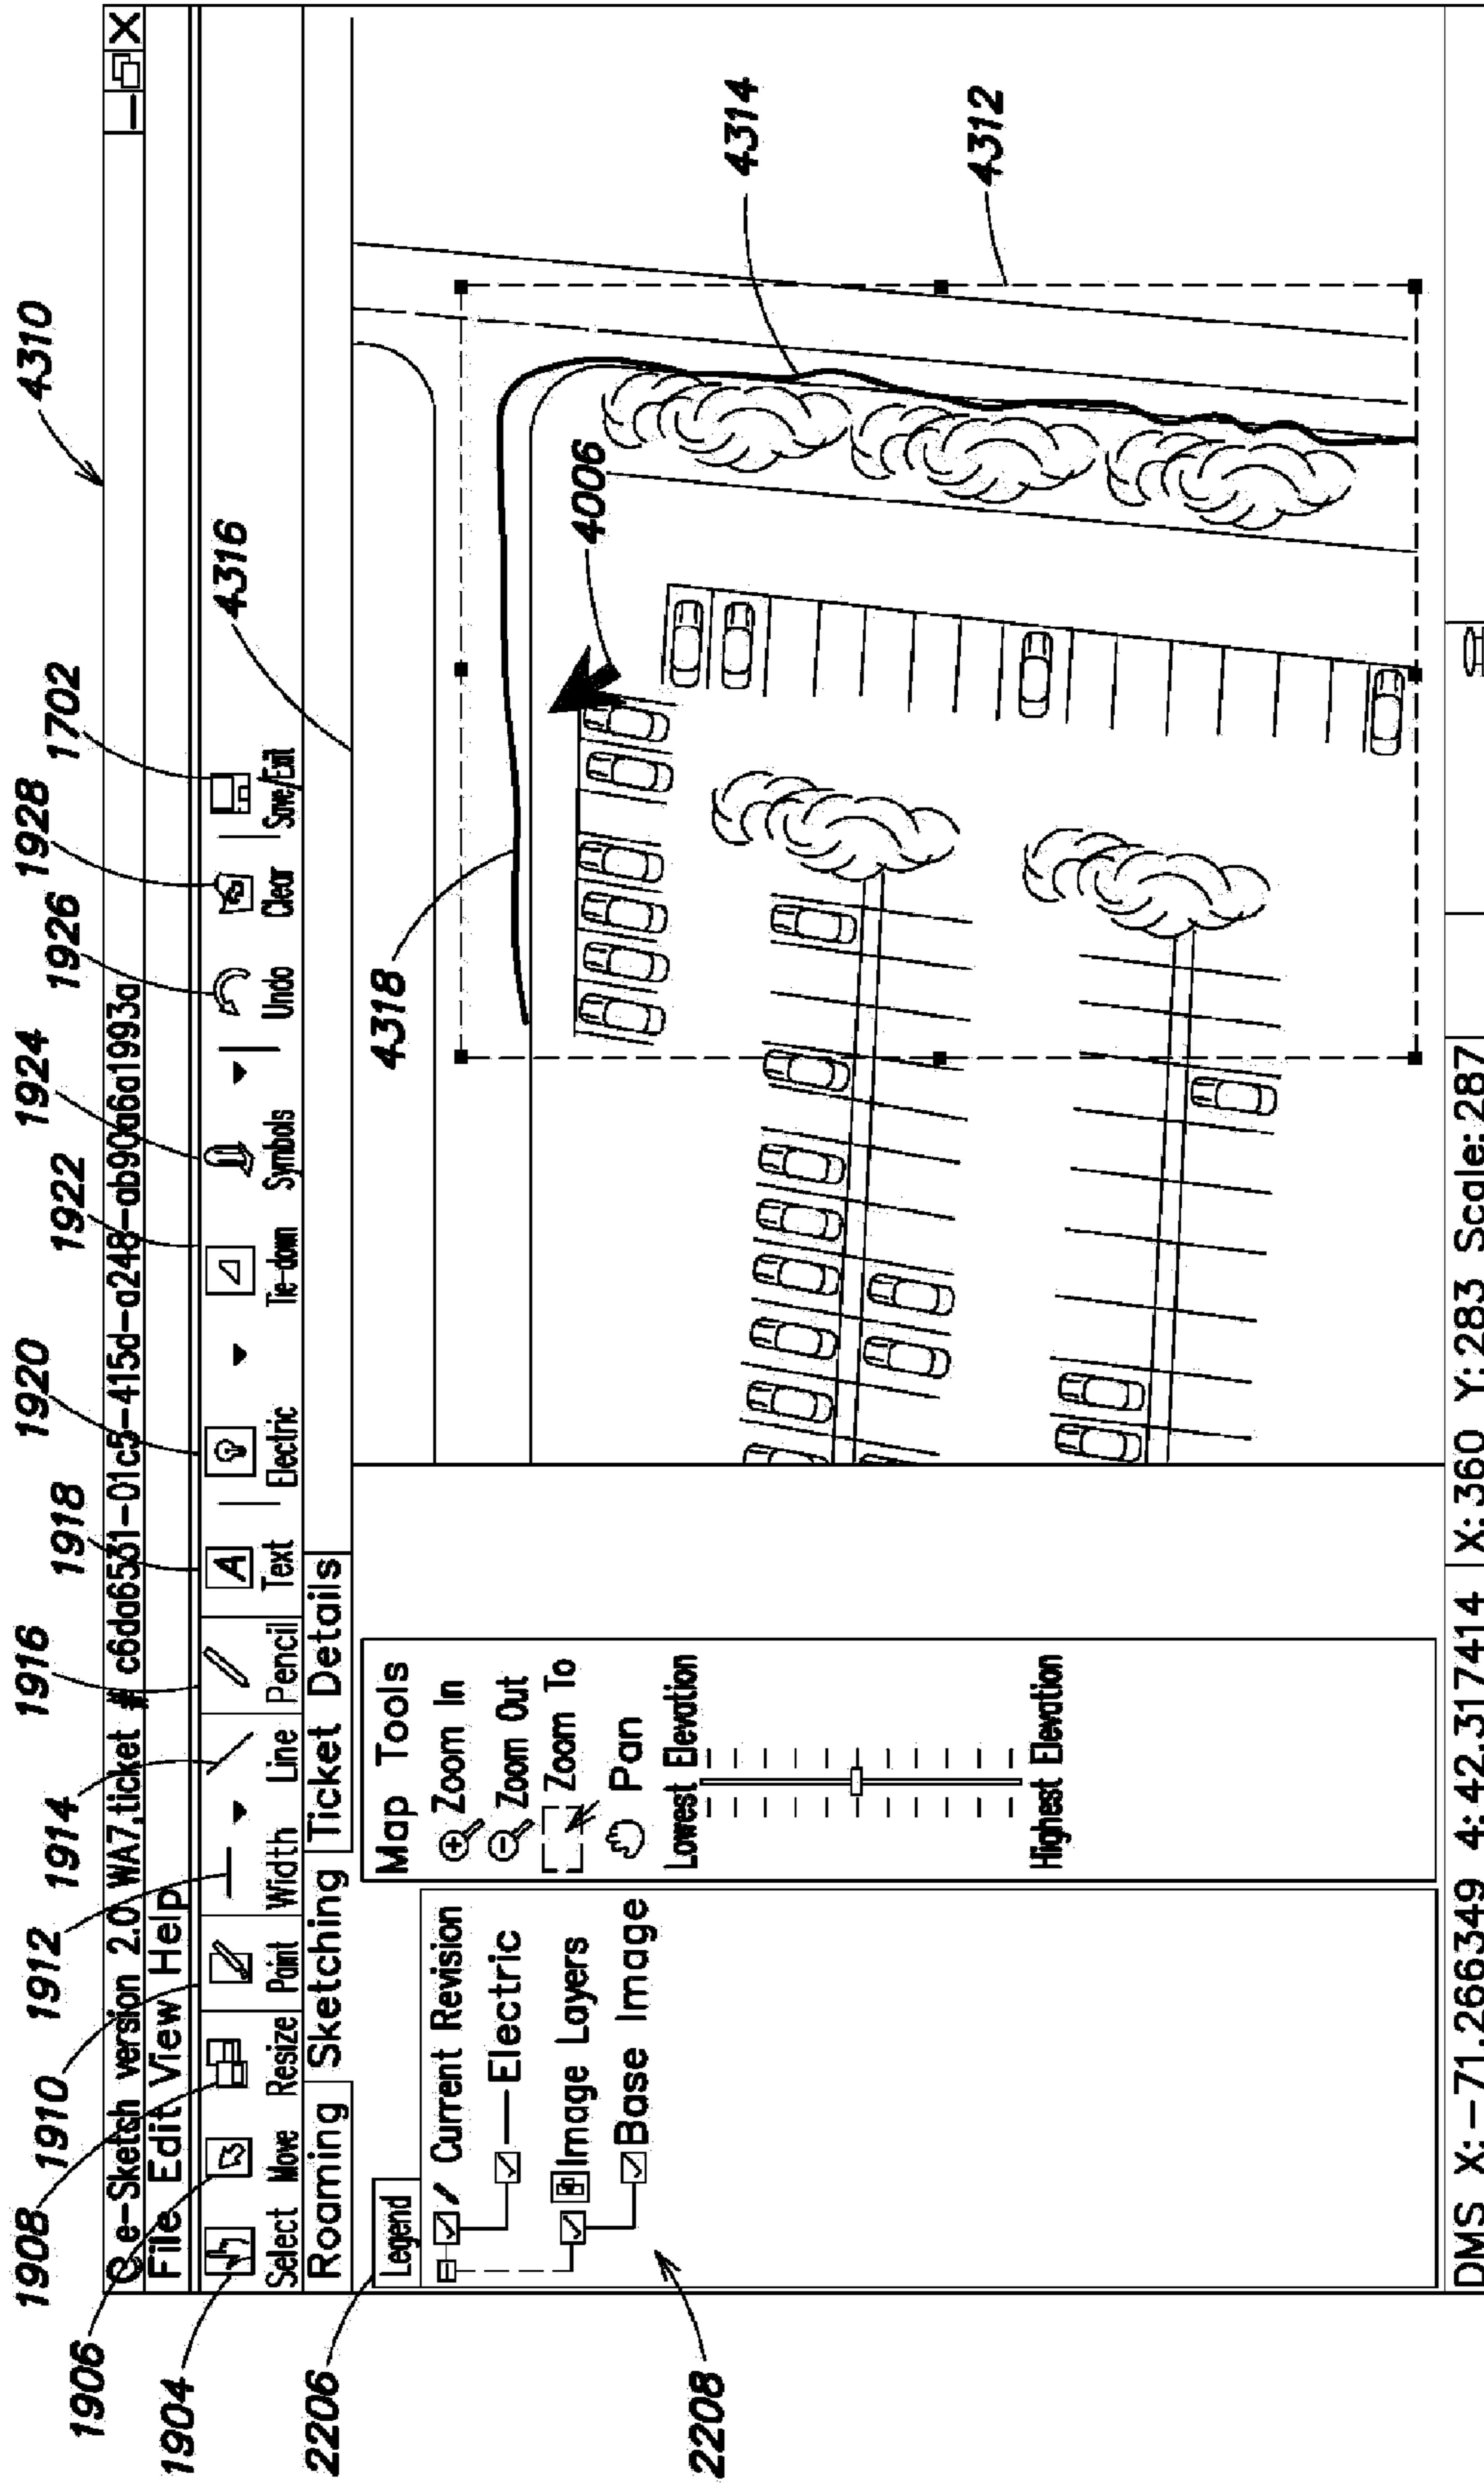 4310
1908
1910
1912
1914
1916
1918
1920
1922
1924
1926
1928
1702
1906
1904
4316
e-Sketch version 2.0 WA7,ticket # c6da6531-01c5-415d-a248-ab90a6a1993a
File Edit View Help
Select Move Resize Paint Width Line Pencil Text Electric Tie-down Symbols Undo Clear Save/Exit
Roaming Sketching Ticket Details
2206
Legend
Current Revision
Electric
Image Layers
Base Image
2208
Map Tools
Zoom In
Zoom Out
Zoom To
Pan
Lowest Elevation
Highest Elevation
4318
4006
4314
4312
DMS X:-71.266349 4:42.317414 X:360 Y:283 Scale:287